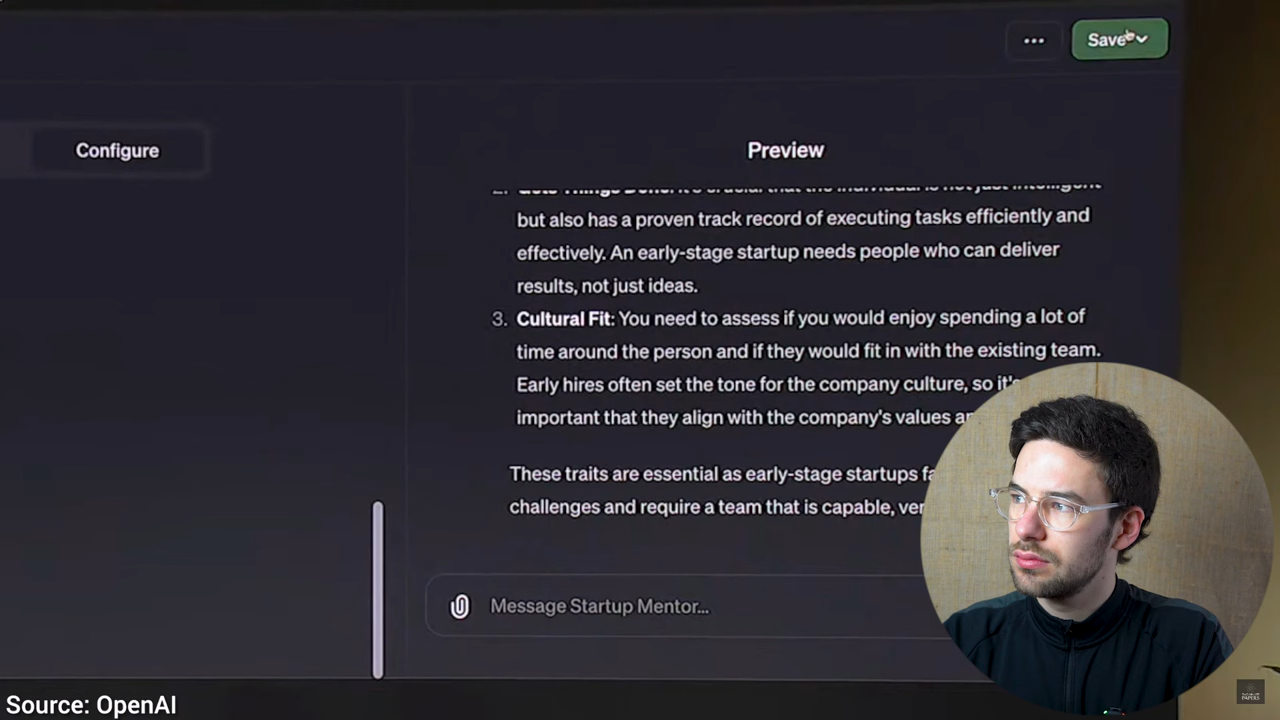 Save
Configure
Preview
but also has a proven track record of executing tasks efficiently and
effectively. An early-stage startup needs people who can deliver
results, not just ideas.
3. Cultural Fit: You need to assess if you would enjoy spending a lot of
time around the person and if they would fit in with the existing team.
Early hires often set the tone for the company culture, so it's
important that they align with the company's values
These traits are essential as early-stage startups
challenges and require a team that is capable,
Message Startup Mentor...
Source: OpenAI
PAPERS